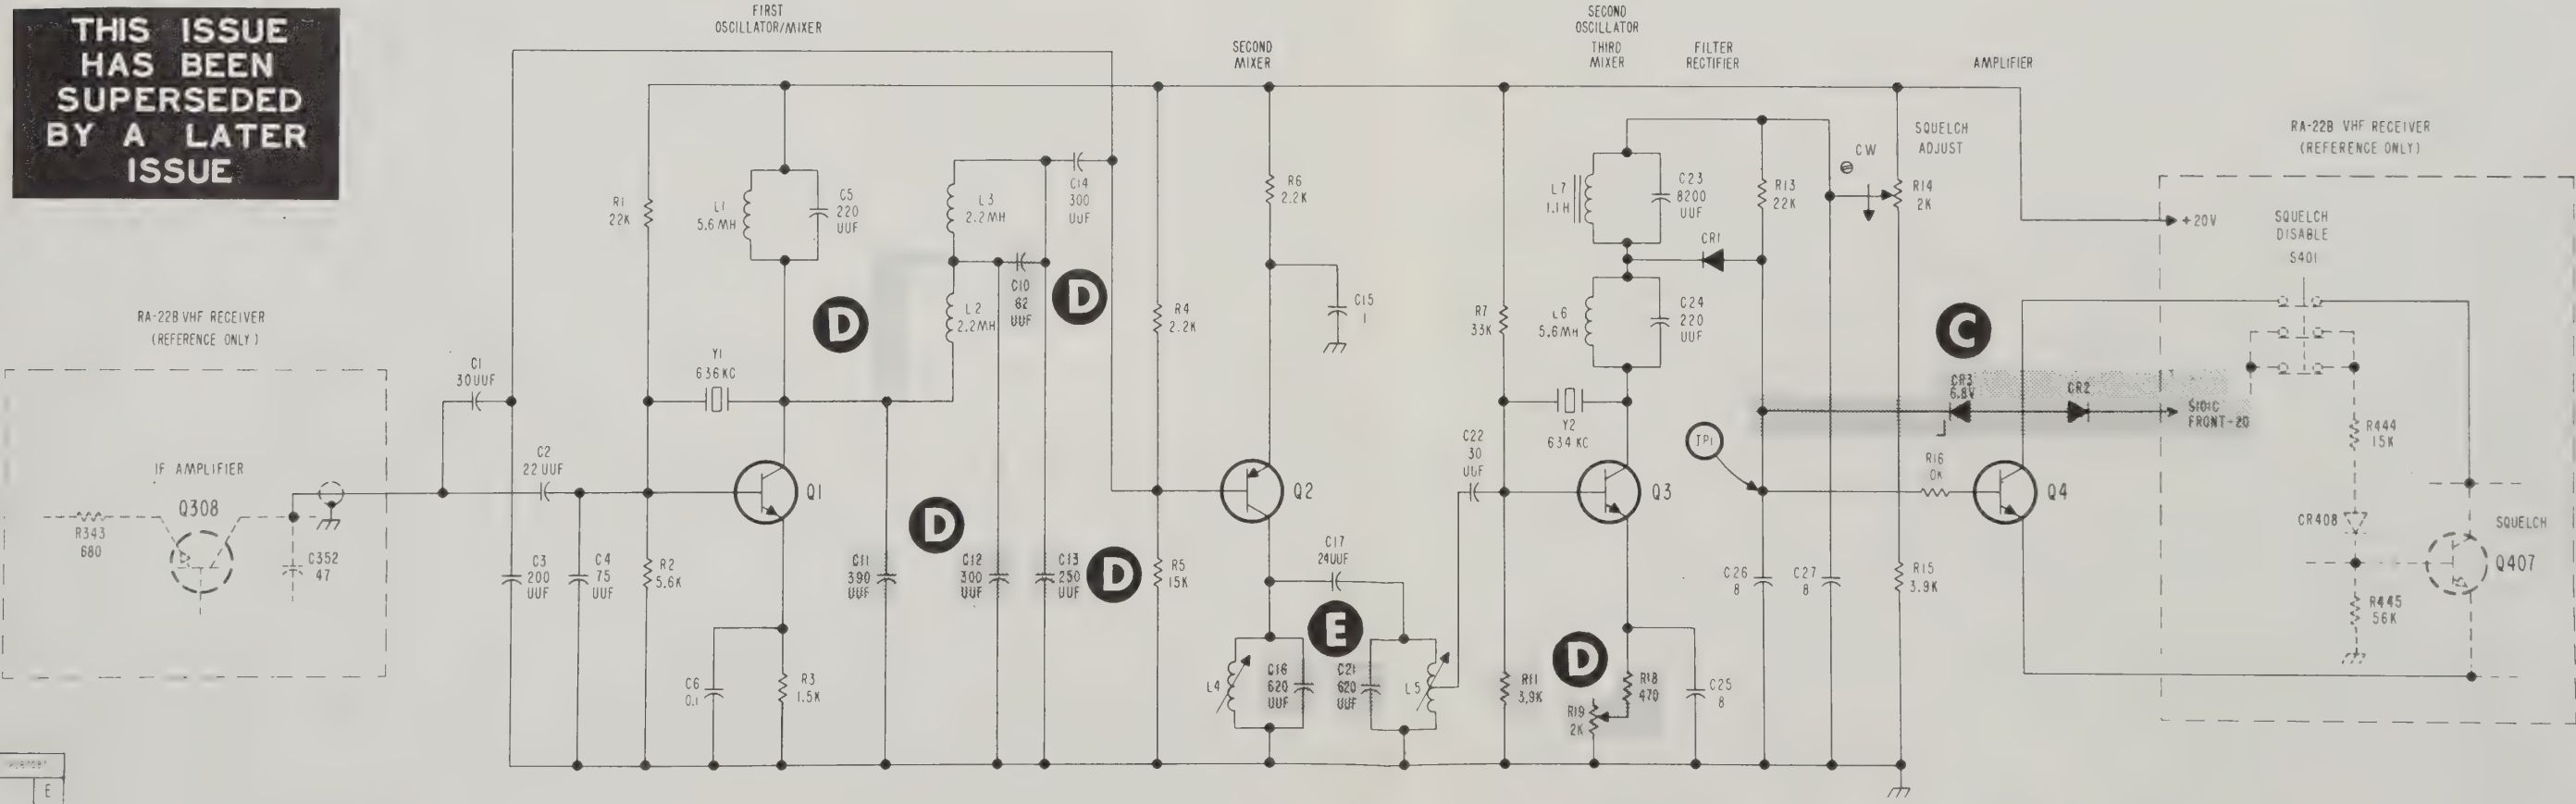 THIS ISSUE
HAS BEEN
SUPERSEDED
BY A LATER
ISSUE
FIRST
OSCILLATOR/MIXER
SECOND
MIXER
SECOND
OSCILLATOR
THIRD
MIXER
FILTER
RECTIFIER
AMPLIFIER
RA-22B VHF RECEIVER
(REFERENCE ONLY)
SQUELCH
ADJUST
CW
R1
22K
L1
5.6MH
C5
220
UUF
L3
2.2MH
C14
300
UUF
R6
2.2K
L7
1.1H
C23
8200
UUF
R13
22K
R14
2K
+20V
SQUELCH
DISABLE
S401
CR1
C10
62
UUF
D
D
L2
2.2MH
R4
2.2K
C15
1
R7
33K
L6
5.6MH
C24
220
UUF
C
RA-22B VHF RECEIVER
(REFERENCE ONLY)
C1
30UUF
Y1
636KC
Y2
634KC
CR3
6.8V
CR2
S101C
FRONT-20
R444
15K
TP1
IF AMPLIFIER
Q308
R343
680
C352
47
C2
22UUF
Q1
Q2
C22
30
UUF
Q3
R16
Q4
D
CR408
SQUELCH
Q407
C3
200
UUF
C4
75
UUF
R2
5.6K
C11
390
UUF
C12
300
UUF
C13
250
UUF
D
R5
15K
C17
24UUF
C26
8
C27
8
R15
3.9K
R445
56K
E
D
C6
0.1
R3
1.5K
L4
C16
620
UUF
C21
620
UUF
L5
R11
3.9K
R18
470
R19
2K
C25
8
E